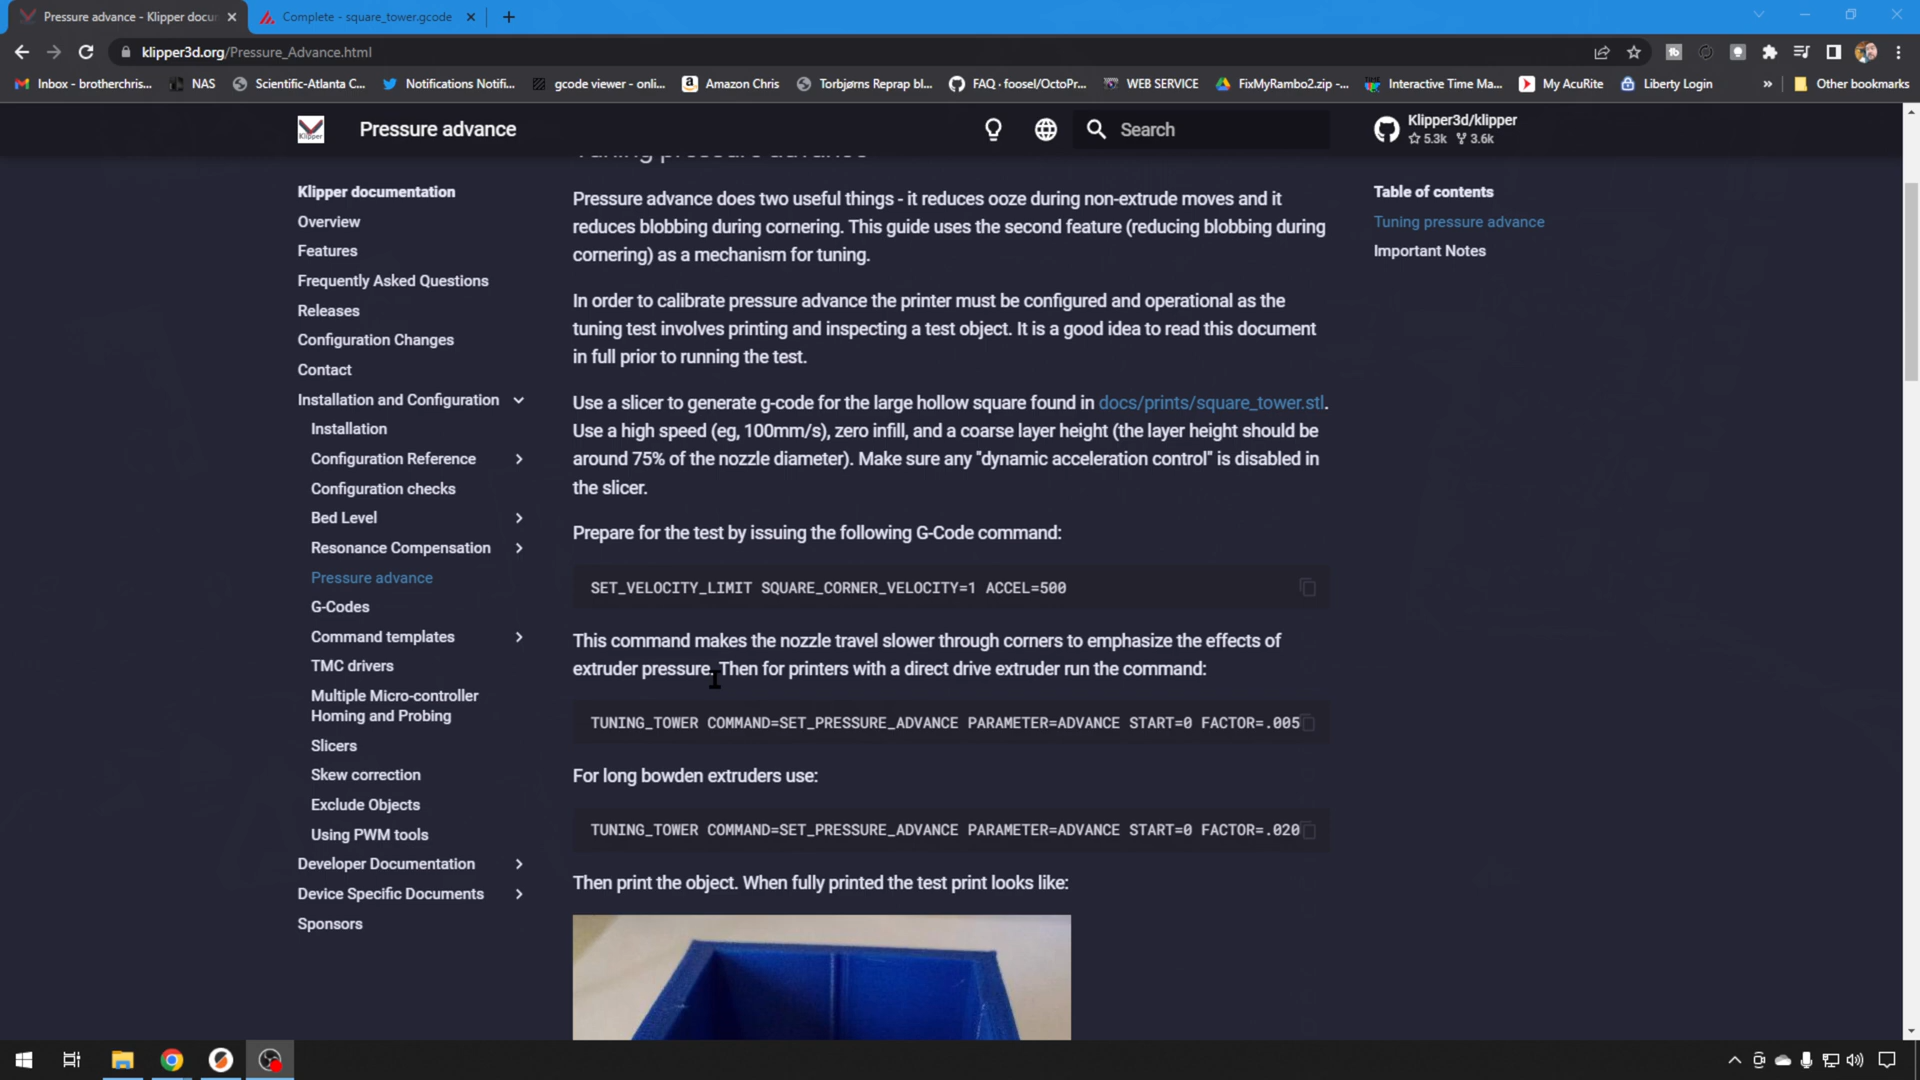 Pressure advance - Klipper docu
Complete - square_tower.gcode
klipper3d.org/Pressure_Advance.html
Inbox - brotherchris...
NAS
Scientific-Atlanta C...
Notifications Notifi...
gcode viewer - onli...
Amazon Chris
Torbjørns Reprap bl...
FAQ · foosel/OctoPr...
WEB SERVICE
FixMyRambo2.zip -...
Interactive Time Ma...
My AcuRite
Liberty Login
»
Other bookmarks
Klipper
Pressure advance
Search
Klipper3d/klipper
5.3k 3.6k
Klipper documentation
Overview
Features
Frequently Asked Questions
Releases
Configuration Changes
Contact
Installation and Configuration
Installation
Configuration Reference
Configuration checks
Bed Level
Resonance Compensation
Pressure advance
G-Codes
Command templates
TMC drivers
Multiple Micro-controller
Homing and Probing
Slicers
Skew correction
Exclude Objects
Using PWM tools
Developer Documentation
Device Specific Documents
Sponsors
Tuning pressure advance
Pressure advance does two useful things - it reduces ooze during non-extrude moves and it
reduces blobbing during cornering. This guide uses the second feature (reducing blobbing during
cornering) as a mechanism for tuning.
In order to calibrate pressure advance the printer must be configured and operational as the
tuning test involves printing and inspecting a test object. It is a good idea to read this document
in full prior to running the test.
Use a slicer to generate g-code for the large hollow square found in docs/prints/square_tower.stl.
Use a high speed (eg, 100mm/s), zero infill, and a coarse layer height (the layer height should be
around 75% of the nozzle diameter). Make sure any "dynamic acceleration control" is disabled in
the slicer.
Prepare for the test by issuing the following G-Code command:
SET_VELOCITY_LIMIT SQUARE_CORNER_VELOCITY=1 ACCEL=500
This command makes the nozzle travel slower through corners to emphasize the effects of
extruder pressure. Then for printers with a direct drive extruder run the command:
TUNING_TOWER COMMAND=SET_PRESSURE_ADVANCE PARAMETER=ADVANCE START=0 FACTOR=.005
For long bowden extruders use:
TUNING_TOWER COMMAND=SET_PRESSURE_ADVANCE PARAMETER=ADVANCE START=0 FACTOR=.020
Then print the object. When fully printed the test print looks like:
Table of contents
Tuning pressure advance
Important Notes